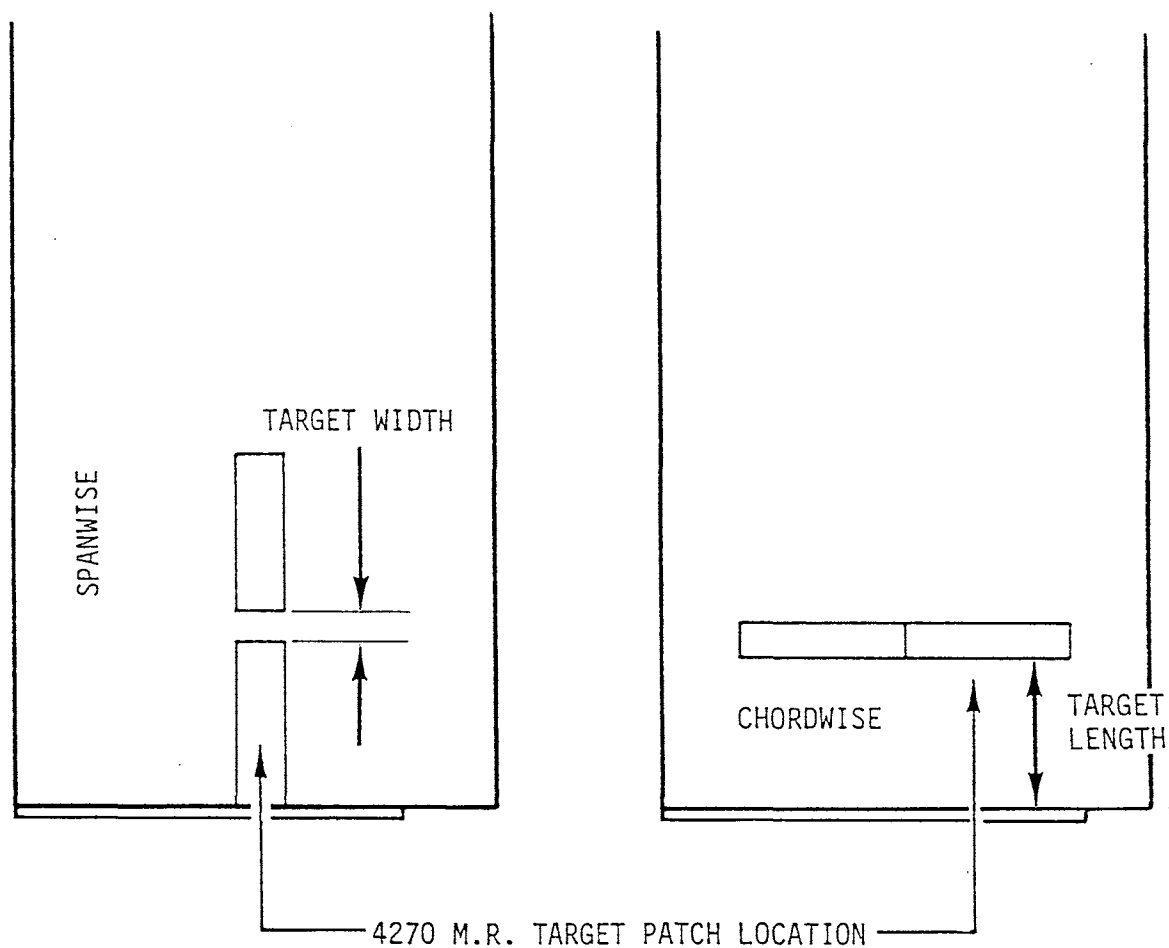 TARGET WIDTH
SPANWISE
CHORDWISE
TARGET
LENGTH
4270 M.R. TARGET PATCH LOCATION